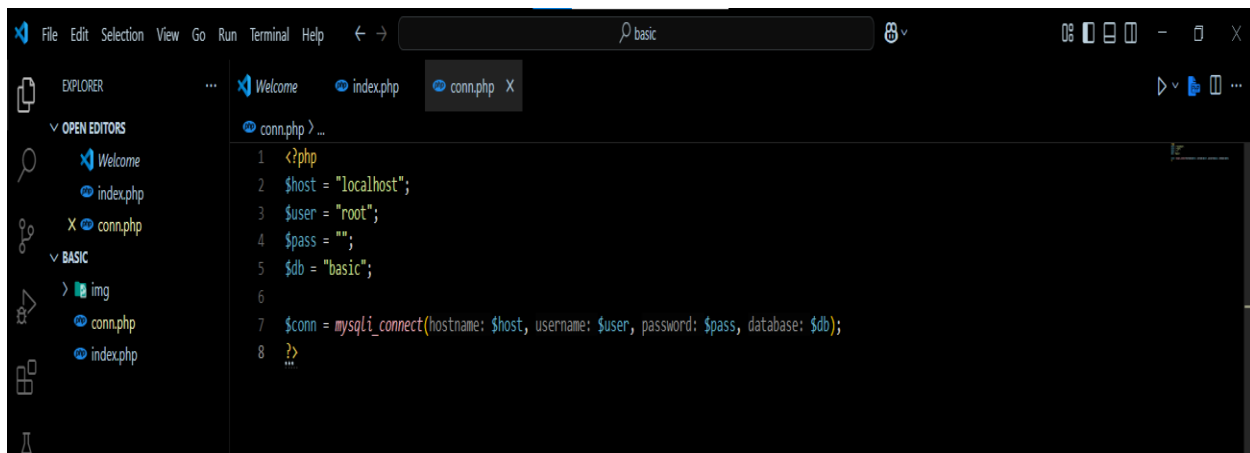 File Edit Selection View Go Run Terminal Help basic
EXPLORER ... Welcome index.php conn.php X
OPEN EDITORS
Welcome
index.php
X conn.php
BASIC
img
conn.php
index.php
conn.php > ...
1 <?php
2 $host = "localhost";
3 $user = "root";
4 $pass = "";
5 $db = "basic";
6
7 $conn = mysqli_connect(hostname: $host, username: $user, password: $pass, database: $db);
8 ?>